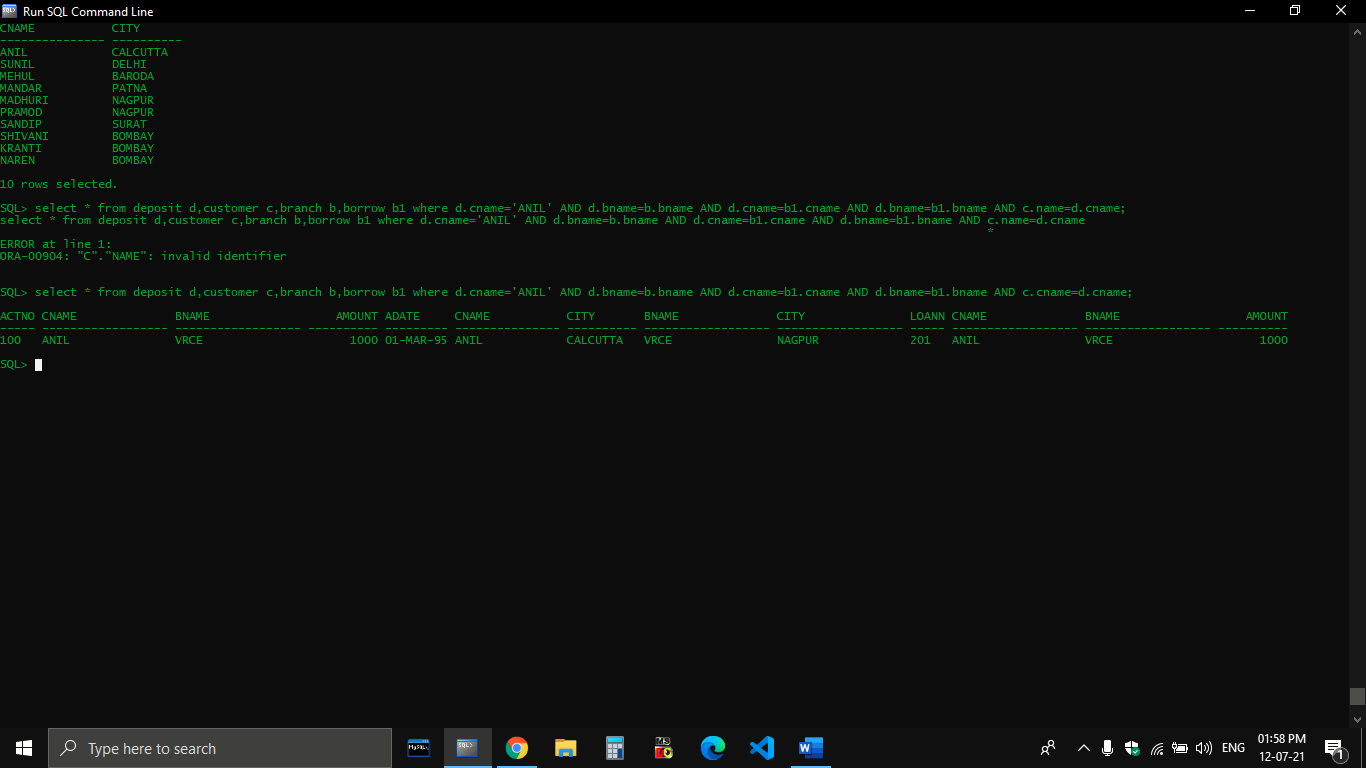 Run SQL Command Line
CNAME           CITY
--------------- ----------
ANIL            CALCUTTA
SUNIL           DELHI
MEHUL           BARODA
MANDAR          PATNA
MADHURI         NAGPUR
PRAMOD          NAGPUR
SANDIP          SURAT
SHIVANI         BOMBAY
KRANTI          BOMBAY
NAREN           BOMBAY
10 rows selected.
SQL> select * from deposit d,customer c,branch b,borrow b1 where d.cname='ANIL' AND d.bname=b.bname AND d.cname=b1.cname AND d.bname=b1.bname AND c.name=d.cname;
select * from deposit d,customer c,branch b,borrow b1 where d.cname='ANIL' AND d.bname=b.bname AND d.cname=b1.cname AND d.bname=b1.bname AND c.name=d.cname
*
ERROR at line 1:
ORA-00904: "C"."NAME": invalid identifier
SQL> select * from deposit d,customer c,branch b,borrow b1 where d.cname='ANIL' AND d.bname=b.bname AND d.cname=b1.cname AND d.bname=b1.bname AND c.cname=d.cname;
ACTNO CNAME              BNAME                  AMOUNT ADATE     CNAME           CITY       BNAME              CITY               LOANN CNAME              BNAME                  AMOUNT
----- ------------------ ------------------ ---------- --------- --------------- ---------- ------------------ ------------------ ----- ------------------ ------------------ ----------
100   ANIL               VRCE                     1000 01-MAR-95 ANIL            CALCUTTA   VRCE               NAGPUR             201   ANIL               VRCE                     1000
SQL>
Type here to search
MySQL
SQL>
MS
W
ENG
01:58 PM
12-07-21
1